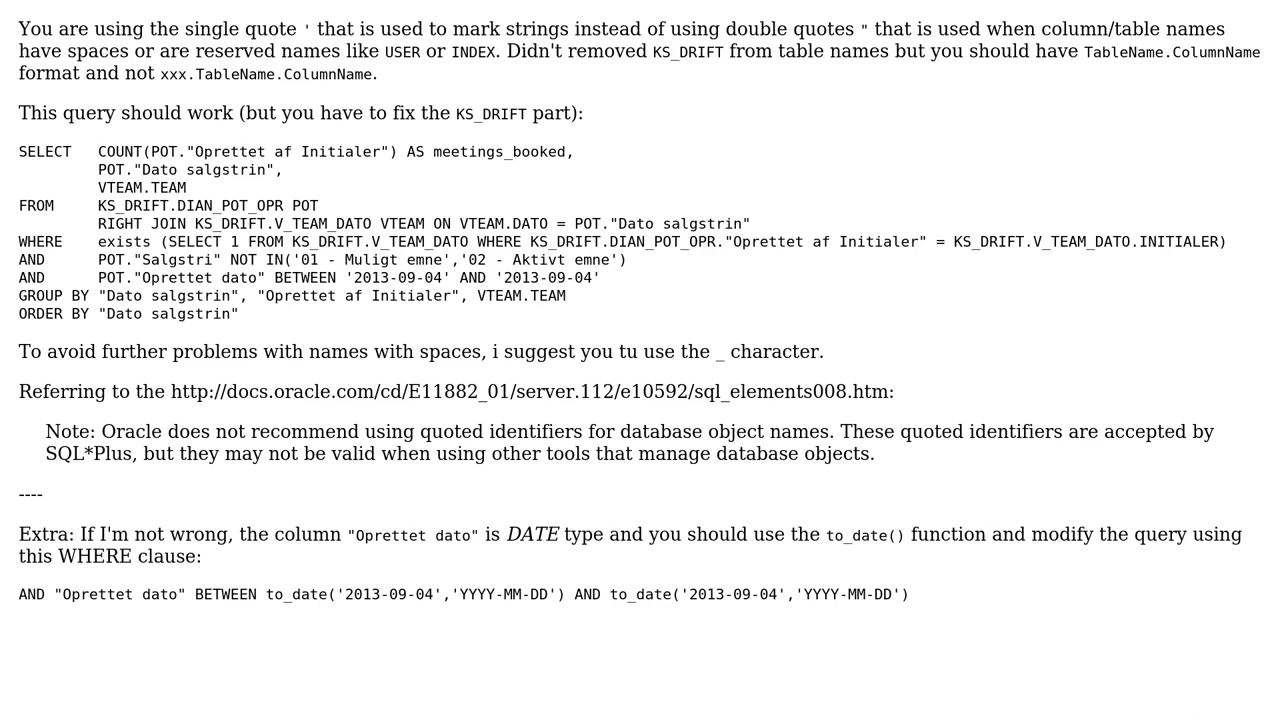 You are using the single quote ' that is used to mark strings instead of using double quotes " that is used when column/table names
have spaces or are reserved names like USER or INDEX. Didn't removed KS_DRIFT from table names but you should have TableName.ColumnName
format and not xxx.TableName.ColumnName.
This query should work (but you have to fix the KS_DRIFT part):
SELECT   COUNT(POT."Oprettet af Initialer") AS meetings_booked,
         POT."Dato salgstrin",
         VTEAM.TEAM
FROM     KS_DRIFT.DIAN_POT_OPR POT
         RIGHT JOIN KS_DRIFT.V_TEAM_DATO VTEAM ON VTEAM.DATO = POT."Dato salgstrin"
WHERE    exists (SELECT 1 FROM KS_DRIFT.V_TEAM_DATO WHERE KS_DRIFT.DIAN_POT_OPR."Oprettet af Initialer" = KS_DRIFT.V_TEAM_DATO.INITIALER)
AND      POT."Salgstri" NOT IN('01 - Muligt emne','02 - Aktivt emne')
AND      POT."Oprettet dato" BETWEEN '2013-09-04' AND '2013-09-04'
GROUP BY "Dato salgstrin", "Oprettet af Initialer", VTEAM.TEAM
ORDER BY "Dato salgstrin"
To avoid further problems with names with spaces, i suggest you tu use the _ character.
Referring to the http://docs.oracle.com/cd/E11882_01/server.112/e10592/sql_elements008.htm:
Note: Oracle does not recommend using quoted identifiers for database object names. These quoted identifiers are accepted by
SQL*Plus, but they may not be valid when using other tools that manage database objects.
----
Extra: If I'm not wrong, the column "Oprettet dato" is DATE type and you should use the to_date() function and modify the query using
this WHERE clause:
AND "Oprettet dato" BETWEEN to_date('2013-09-04','YYYY-MM-DD') AND to_date('2013-09-04','YYYY-MM-DD')